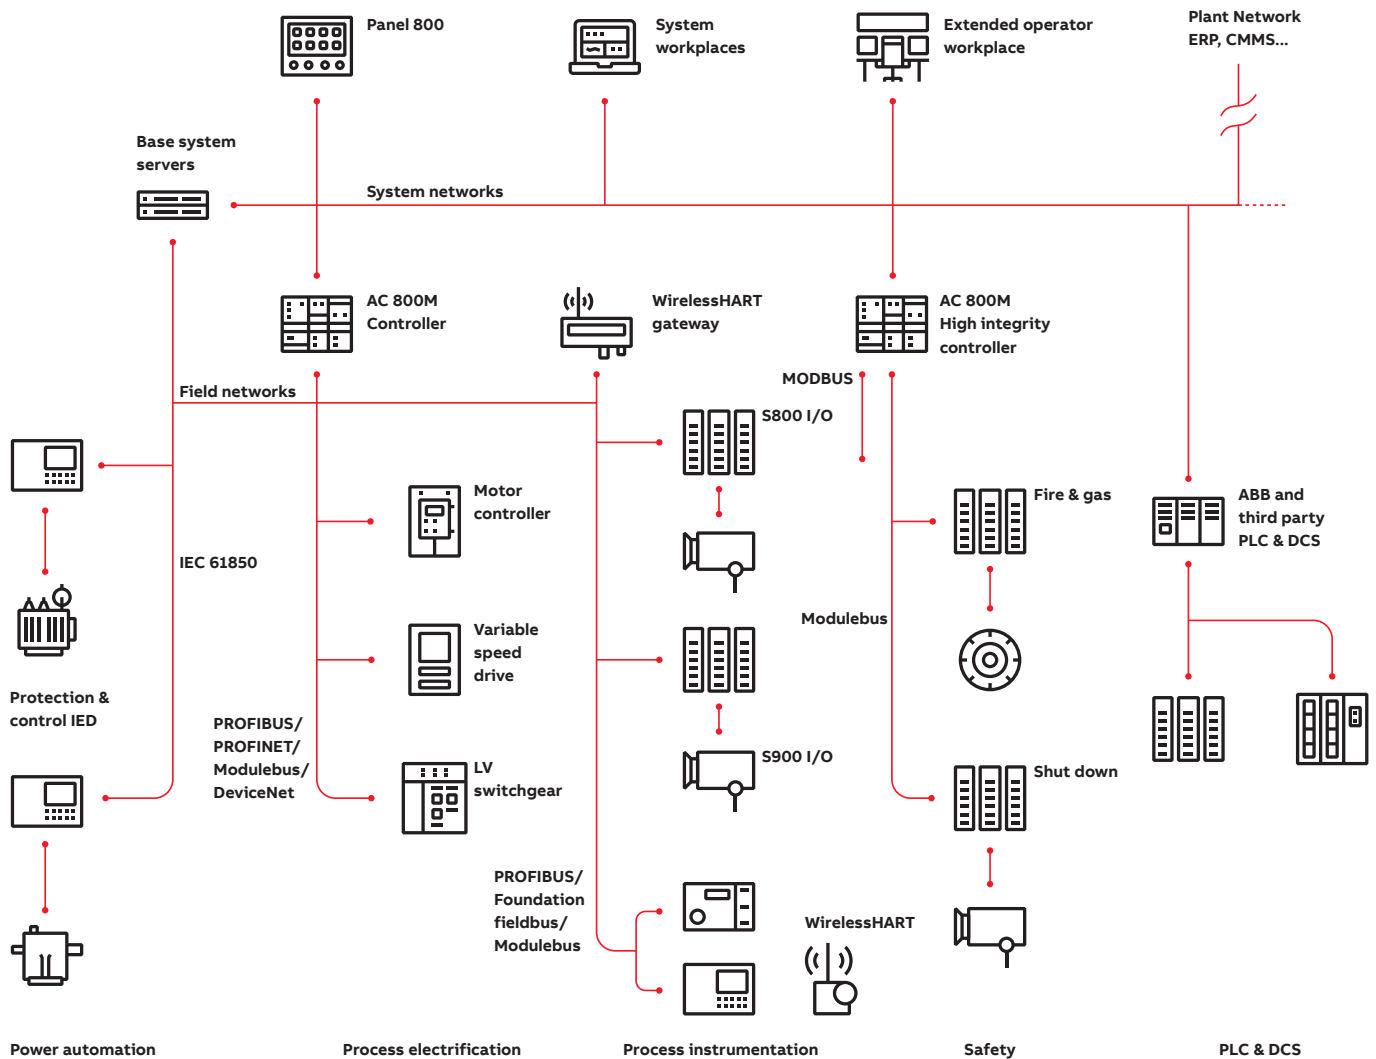 Panel 800
System
workplaces
Extended operator
workplace
Plant Network
ERP, CMMS...
Base system
servers
System networks
AC 800M
Controller
WirelessHART
gateway
AC 800M
High integrity
controller
MODBUS
Field networks
S800 I/O
Motor
controller
Fire & gas
ABB and
third party
PLC & DCS
IEC 61850
Modulebus
Variable
speed
drive
Protection &
control IED
PROFIBUS/
PROFINET/
Modulebus/
DeviceNet
S900 I/O
LV
switchgear
Shut down
PROFIBUS/
Foundation
fieldbus/
Modulebus
WirelessHART
Power automation
Process electrification
Process instrumentation
Safety
PLC & DCS